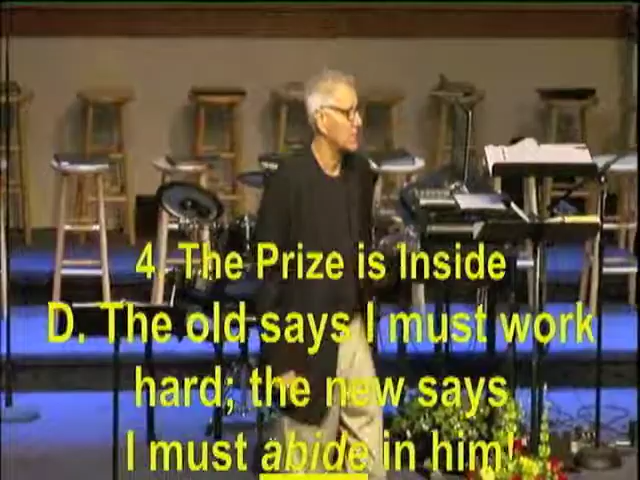 4. The Prize is Inside
D. The old says I must work
hard; the new says
I must abide in him!